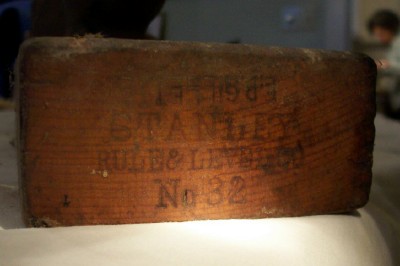 STANLEY
RULE & LEVEL CO
No 32